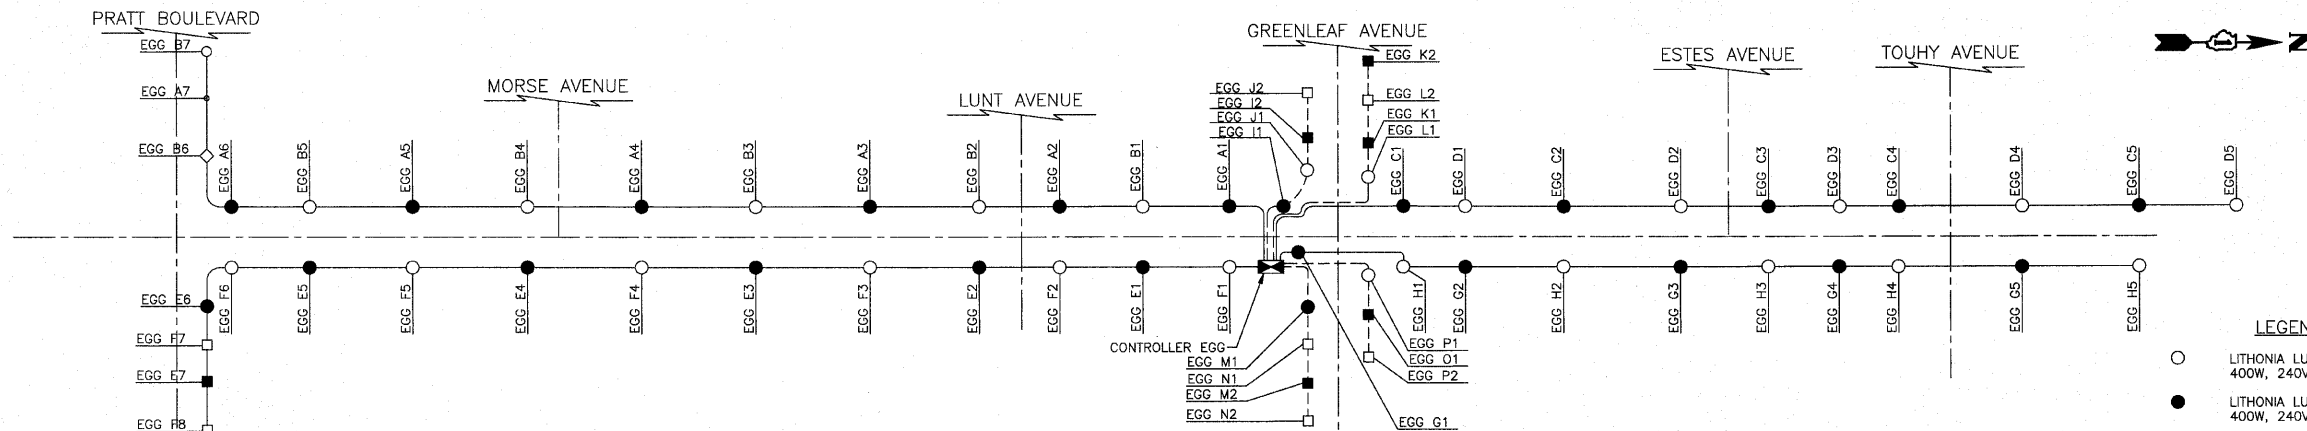 PRATT BOULEVARD
EGG B7
EGG A7
EGG B6
MORSE AVENUE
LUNT AVENUE
GREENLEAF AVENUE
EGG K2
EGG J2
EGG I2
EGG J1
EGG I1
EGG L2
EGG K1
EGG L1
ESTES AVENUE
TOUHY AVENUE
N
EGG A6
EGG B5
EGG A5
EGG B4
EGG A4
EGG B3
EGG A3
EGG B2
EGG A2
EGG B1
EGG A1
EGG C1
EGG D1
EGG C2
EGG D2
EGG C3
EGG D3
EGG C4
EGG D4
EGG C5
EGG D5
EGG E6
EGG F7
EGG E7
EGG F8
EGG F6
EGG E5
EGG F5
EGG E4
EGG F4
EGG E3
EGG F3
EGG E2
EGG F2
EGG E1
EGG F1
CONTROLLER EGG
EGG M1
EGG N1
EGG M2
EGG N2
EGG P1
EGG O1
EGG P2
EGG G1
EGG H1
EGG G2
EGG H2
EGG G3
EGG H3
EGG G4
EGG H4
EGG G5
EGG H5
LEGEN
LITHONIA LU
400W, 240V
LITHONIA LU
400W, 240V